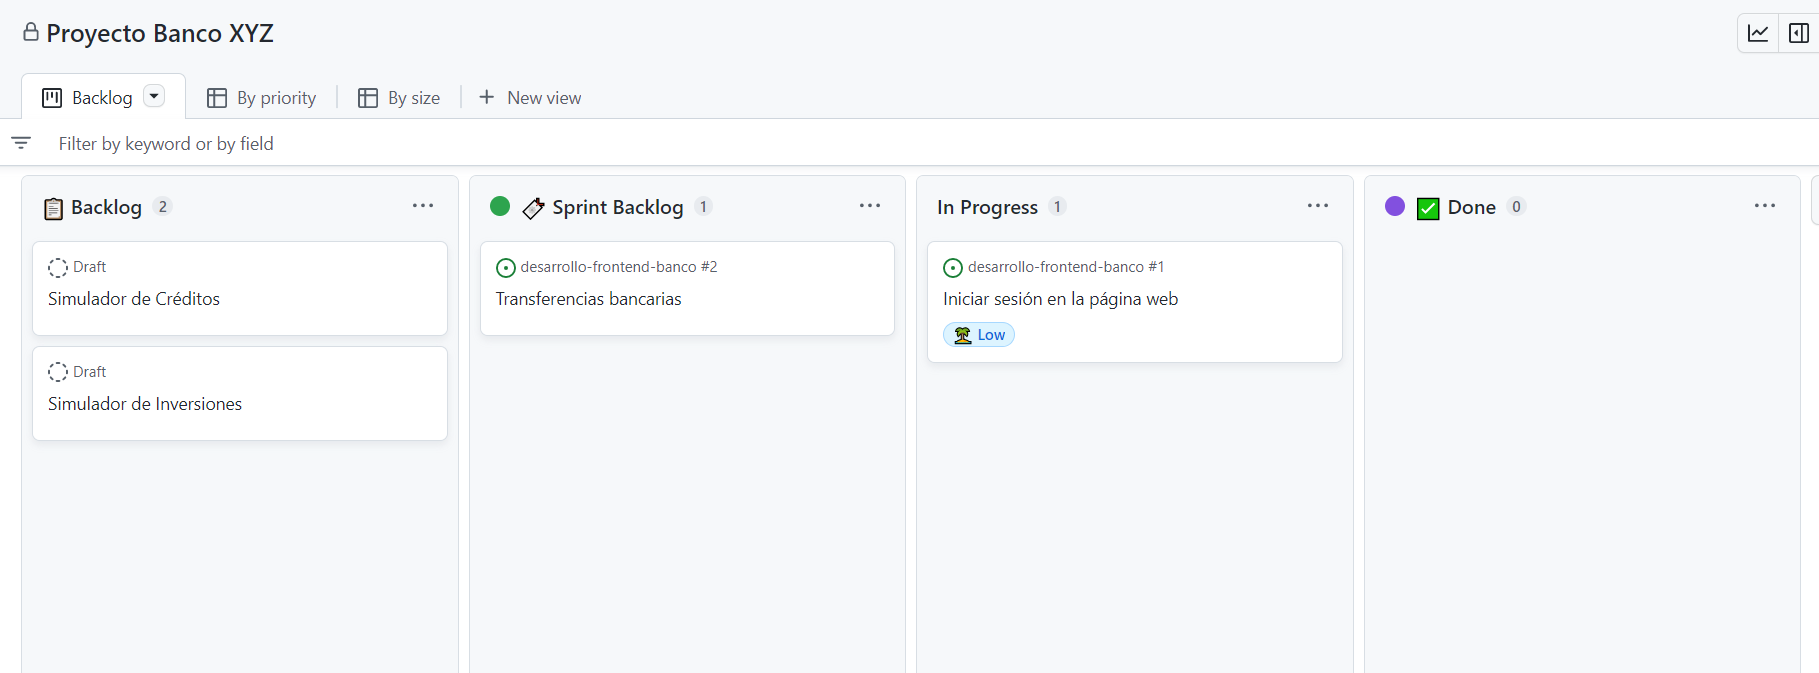 Proyecto Banco XYZ
Backlog
By priority
By size
New view
Filter by keyword or by field
Backlog 2
Draft
Simulador de Créditos
Draft
Simulador de Inversiones
Sprint Backlog 1
desarrollo-frontend-banco #2
Transferencias bancarias
In Progress 1
desarrollo-frontend-banco #1
Iniciar sesión en la página web
Low
Done 0